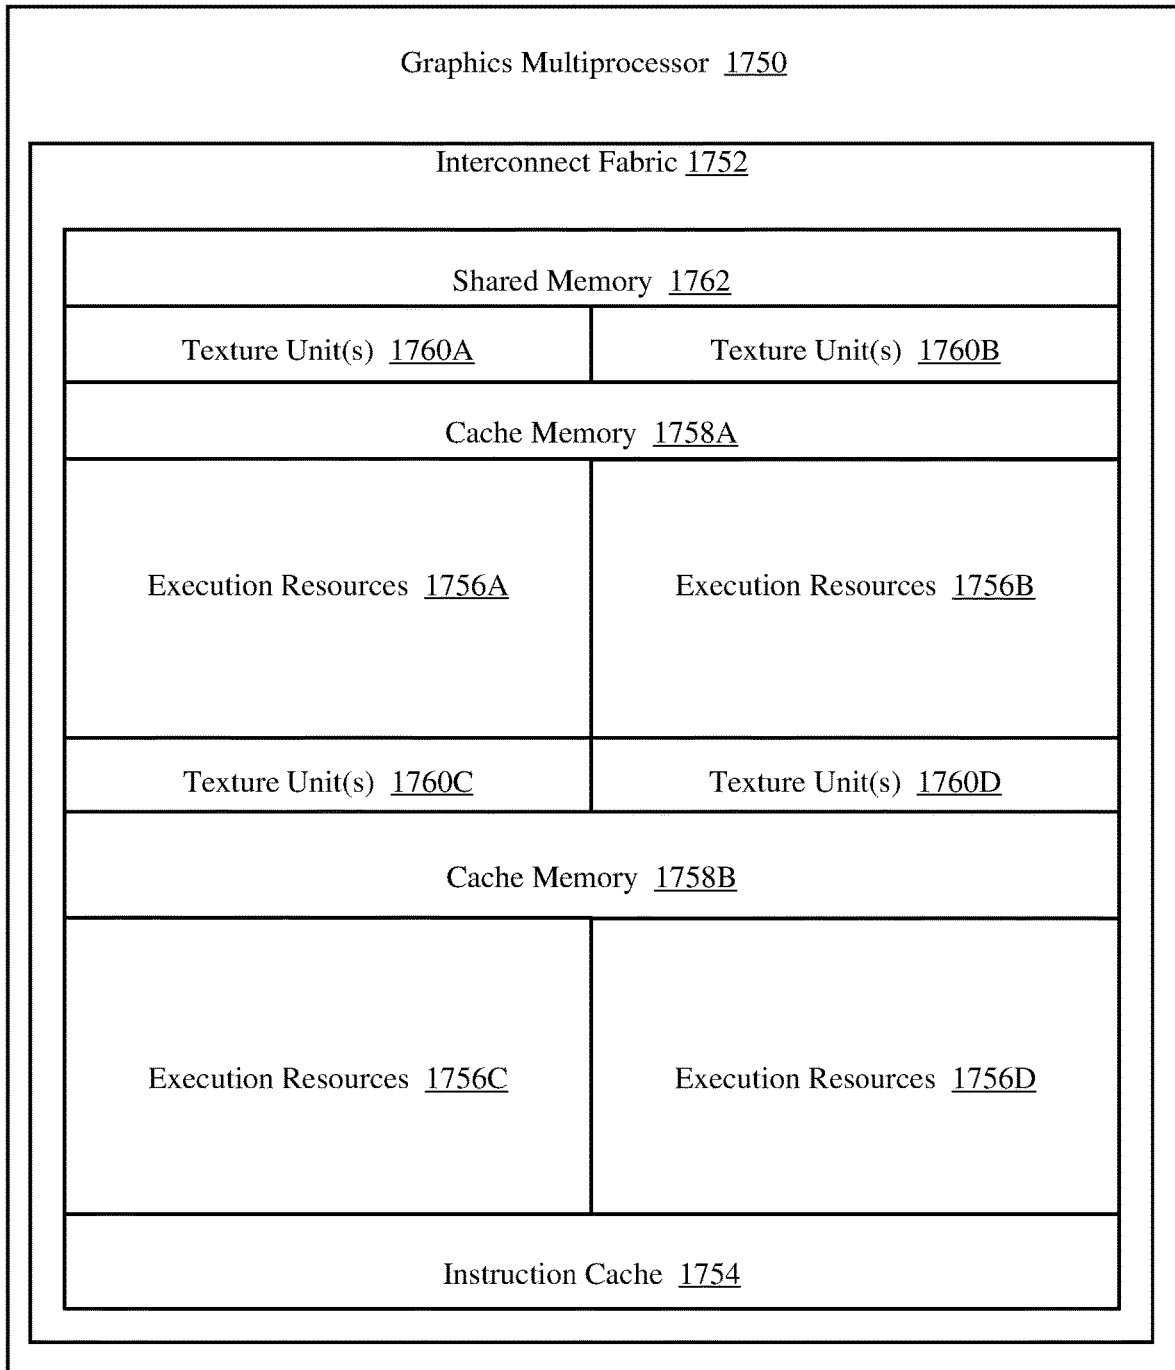 Graphics Multiprocessor 1750
Interconnect Fabric 1752
Shared Memory 1762
Texture Unit(s) 1760A
Texture Unit(s) 1760B
Cache Memory 1758A
Execution Resources 1756A
Execution Resources 1756B
Texture Unit(s) 1760C
Texture Unit(s) 1760D
Cache Memory 1758B
Execution Resources 1756C
Execution Resources 1756D
Instruction Cache 1754